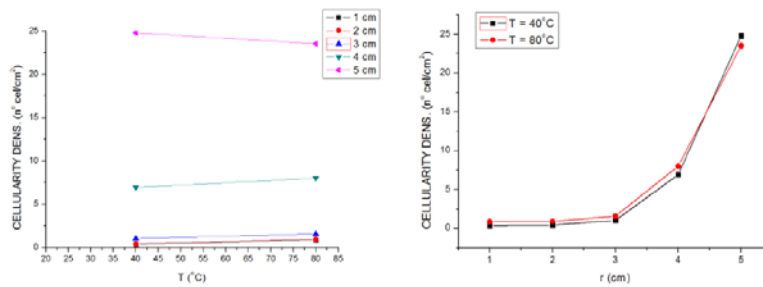 1 cm
2 cm
3 cm
4 cm
5 cm
CELLULARITY DENS. (n° cell/cm²)
25
20
15
10
5
0
20 25 30 35 40 45 50 55 60 65 70 75 80 85
T (°C)
T = 40°C
T = 80°C
CELLULARITY DENS. (n° cell/cm²)
25
20
15
10
5
0
1 2 3 4 5
r (cm)